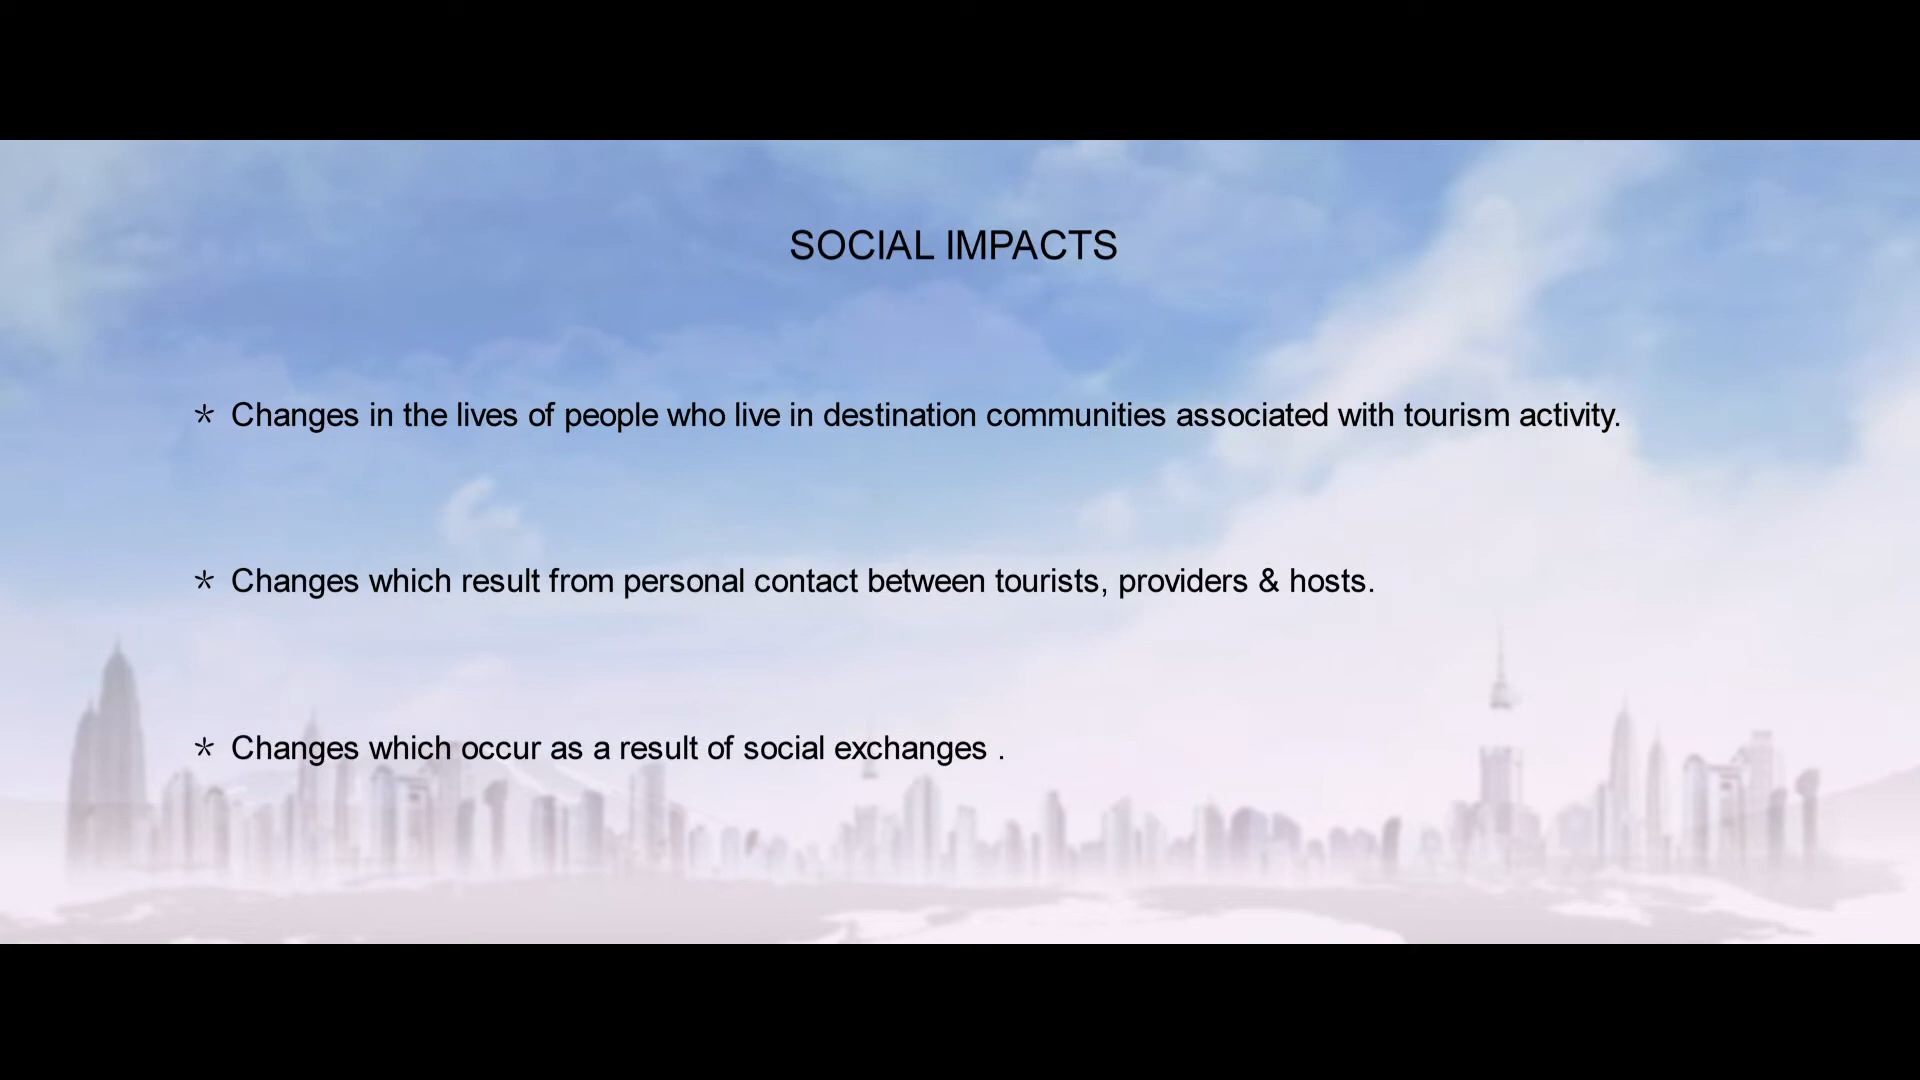 SOCIAL IMPACTS
* Changes in the lives of people who live in destination communities associated with tourism activity.
* Changes which result from personal contact between tourists, providers & hosts.
* Changes which occur as a result of social exchanges .